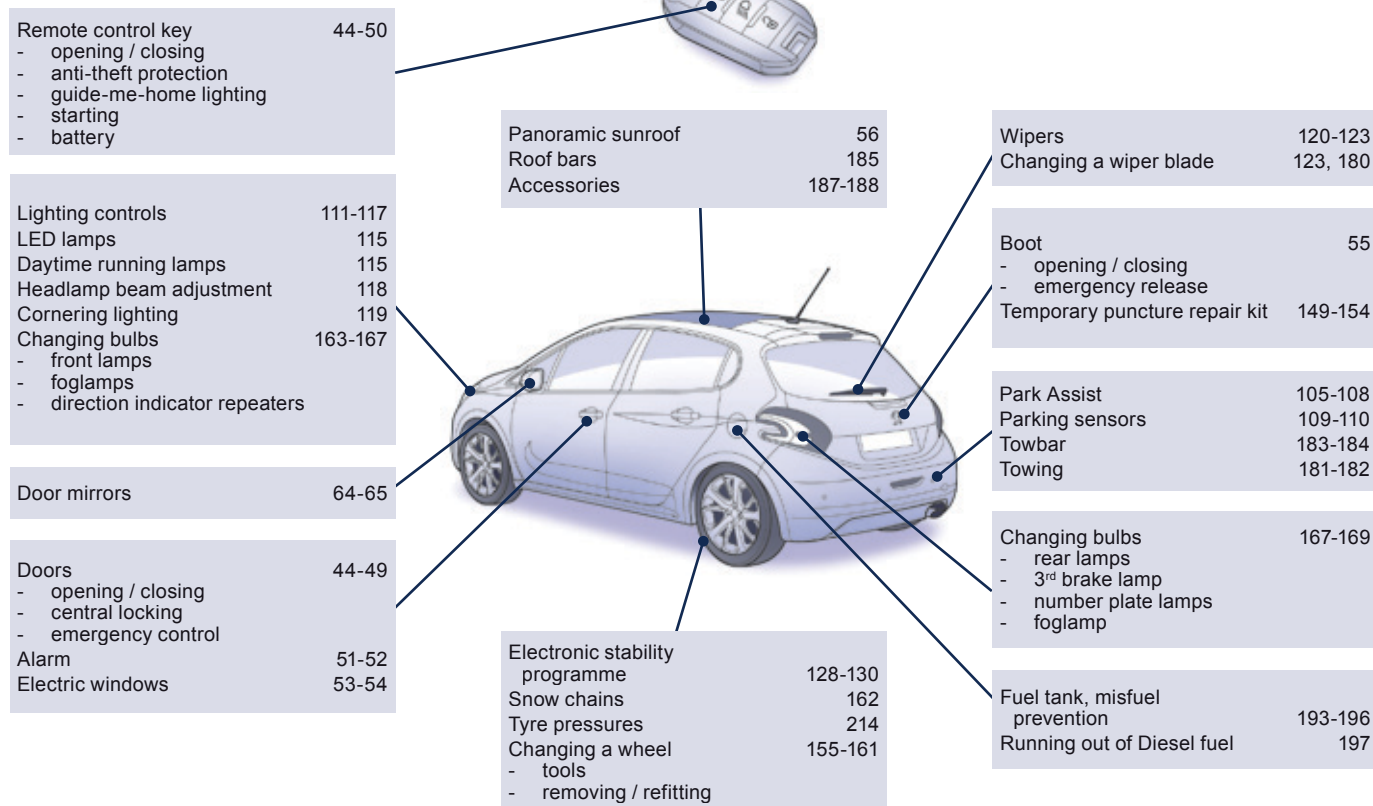 Remote control key 44-50
- opening / closing
- anti-theft protection
- guide-me-home lighting
- starting
- battery
Lighting controls 111-117
LED lamps 115
Daytime running lamps 115
Headlamp beam adjustment 118
Cornering lighting 119
Changing bulbs 163-167
- front lamps
- foglamps
- direction indicator repeaters
Door mirrors 64-65
Doors 44-49
- opening / closing
- central locking
- emergency control
Alarm 51-52
Electric windows 53-54
Panoramic sunroof 56
Roof bars 185
Accessories 187-188
Electronic stability
programme 128-130
Snow chains 162
Tyre pressures 214
Changing a wheel 155-161
- tools
- removing / refitting
Wipers 120-123
Changing a wiper blade 123, 180
Boot 55
- opening / closing
- emergency release
Temporary puncture repair kit 149-154
Park Assist 105-108
Parking sensors 109-110
Towbar 183-184
Towing 181-182
Changing bulbs 167-169
- rear lamps
- 3rd brake lamp
- number plate lamps
- foglamp
Fuel tank, misfuel
prevention 193-196
Running out of Diesel fuel 197